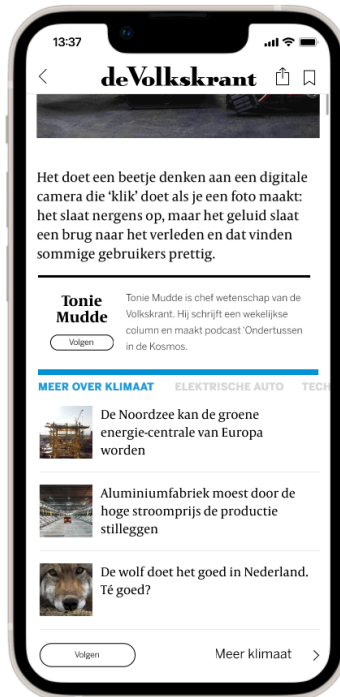 13:37
deVolkskrant
Het doet een beetje denken aan een digitale
camera die ‘klik’ doet als je een foto maakt:
het slaat nergens op, maar het geluid slaat
een brug naar het verleden en dat vinden
sommige gebruikers prettig.
Tonie
Mudde
Volgen
Tonie Mudde is chef wetenschap van de
Volkskrant. Hij schrijft een wekelijkse
column en maakt podcast ‘Ondertussen
in de Kosmos.
MEER OVER KLIMAAT ELEKTRISCHE AUTO TECH
De Noordzee kan de groene
energie-centrale van Europa
worden
Aluminiumfabriek moest door de
hoge stroomprijs de productie
stilleggen
De wolf doet het goed in Nederland.
Té goed?
Volgen
Meer klimaat